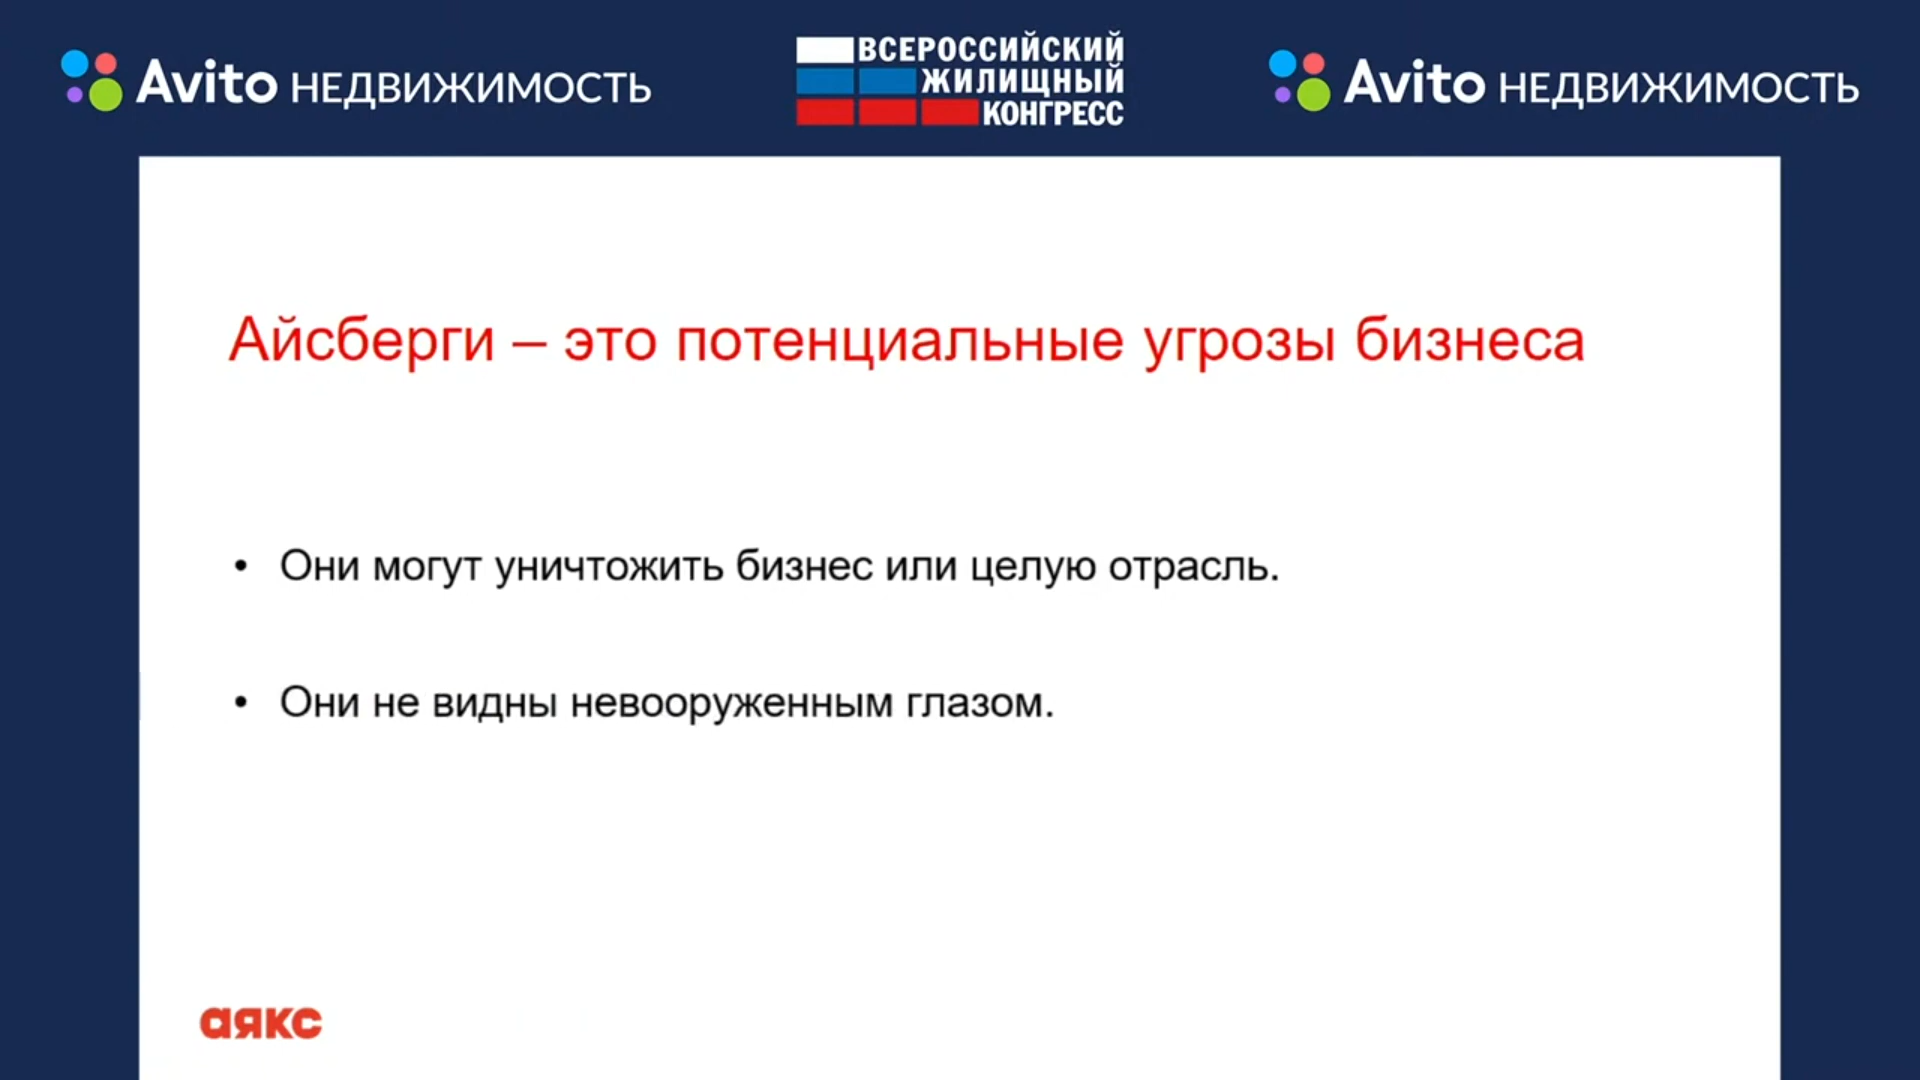 Avito НЕДВИЖИМОСТЬ
ВСЕРОССИЙСКИЙ
ЖИЛИЩНЫЙ
КОНГРЕСС
Avito НЕДВИЖИМОСТЬ
Айсберги – это потенциальные угрозы бизнеса
• Они могут уничтожить бизнес или целую отрасль.
• Они не видны невооруженным глазом.
аякс